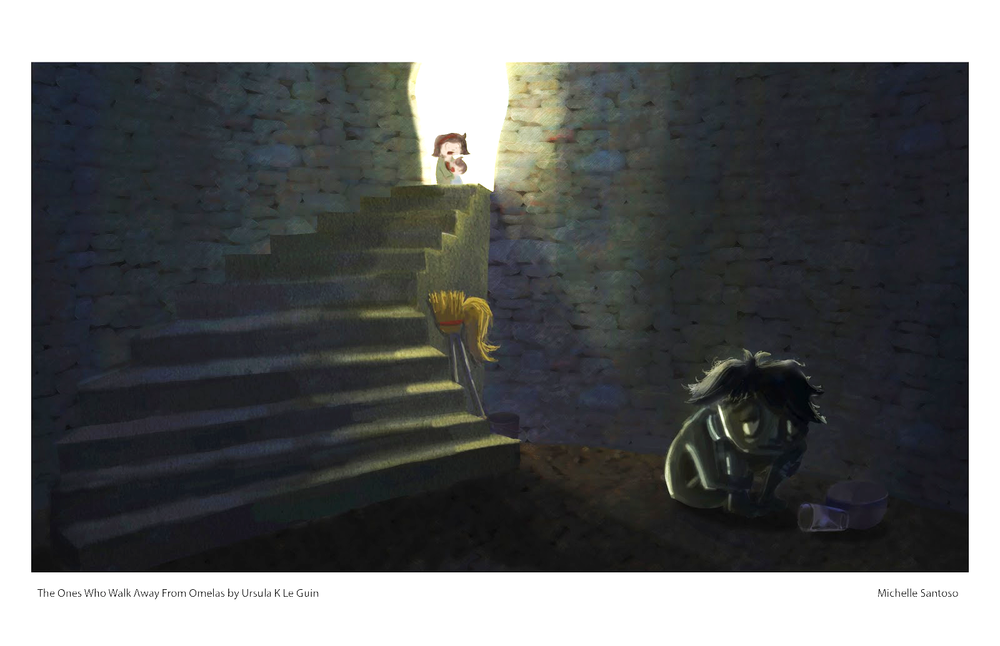 The Ones Who Walk Away From Omelas by Ursula K Le Guin
Michelle Santoso